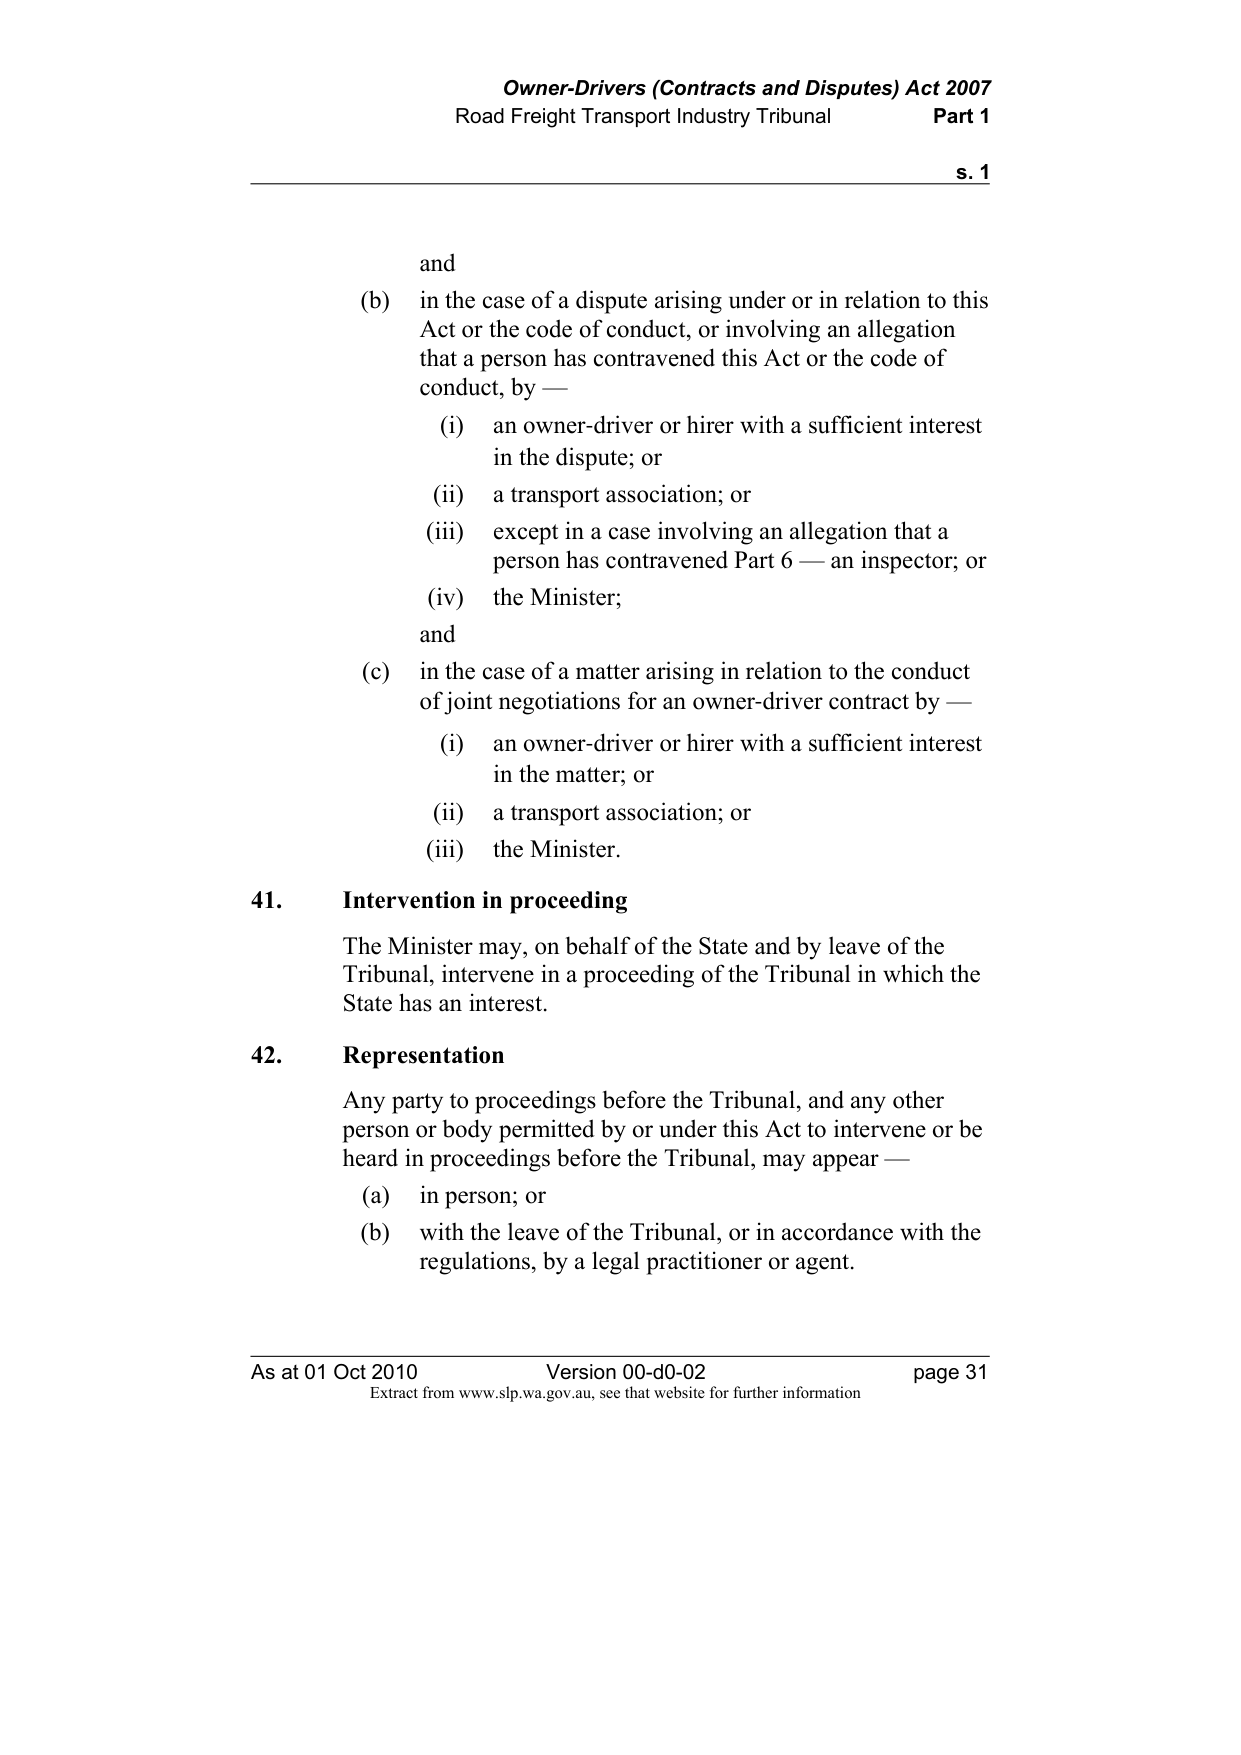 Owner-Drivers (Contracts and Disputes) Act 2007
Road Freight Transport Industry Tribunal Part 1
s. 1
and
(b) in the case of a dispute arising under or in relation to this
Act or the code of conduct, or involving an allegation
that a person has contravened this Act or the code of
conduct, by —
(i) an owner-driver or hirer with a sufficient interest
in the dispute; or
(ii) a transport association; or
(iii) except in a case involving an allegation that a
person has contravened Part 6 — an inspector; or
(iv) the Minister;
and
(c) in the case of a matter arising in relation to the conduct
of joint negotiations for an owner-driver contract by —
(i) an owner-driver or hirer with a sufficient interest
in the matter; or
(ii) a transport association; or
(iii) the Minister.
41. Intervention in proceeding
The Minister may, on behalf of the State and by leave of the
Tribunal, intervene in a proceeding of the Tribunal in which the
State has an interest.
42. Representation
Any party to proceedings before the Tribunal, and any other
person or body permitted by or under this Act to intervene or be
heard in proceedings before the Tribunal, may appear —
(a) in person; or
(b) with the leave of the Tribunal, or in accordance with the
regulations, by a legal practitioner or agent.
As at 01 Oct 2010 Version 00-d0-02 page 31
Extract from www.slp.wa.gov.au, see that website for further information